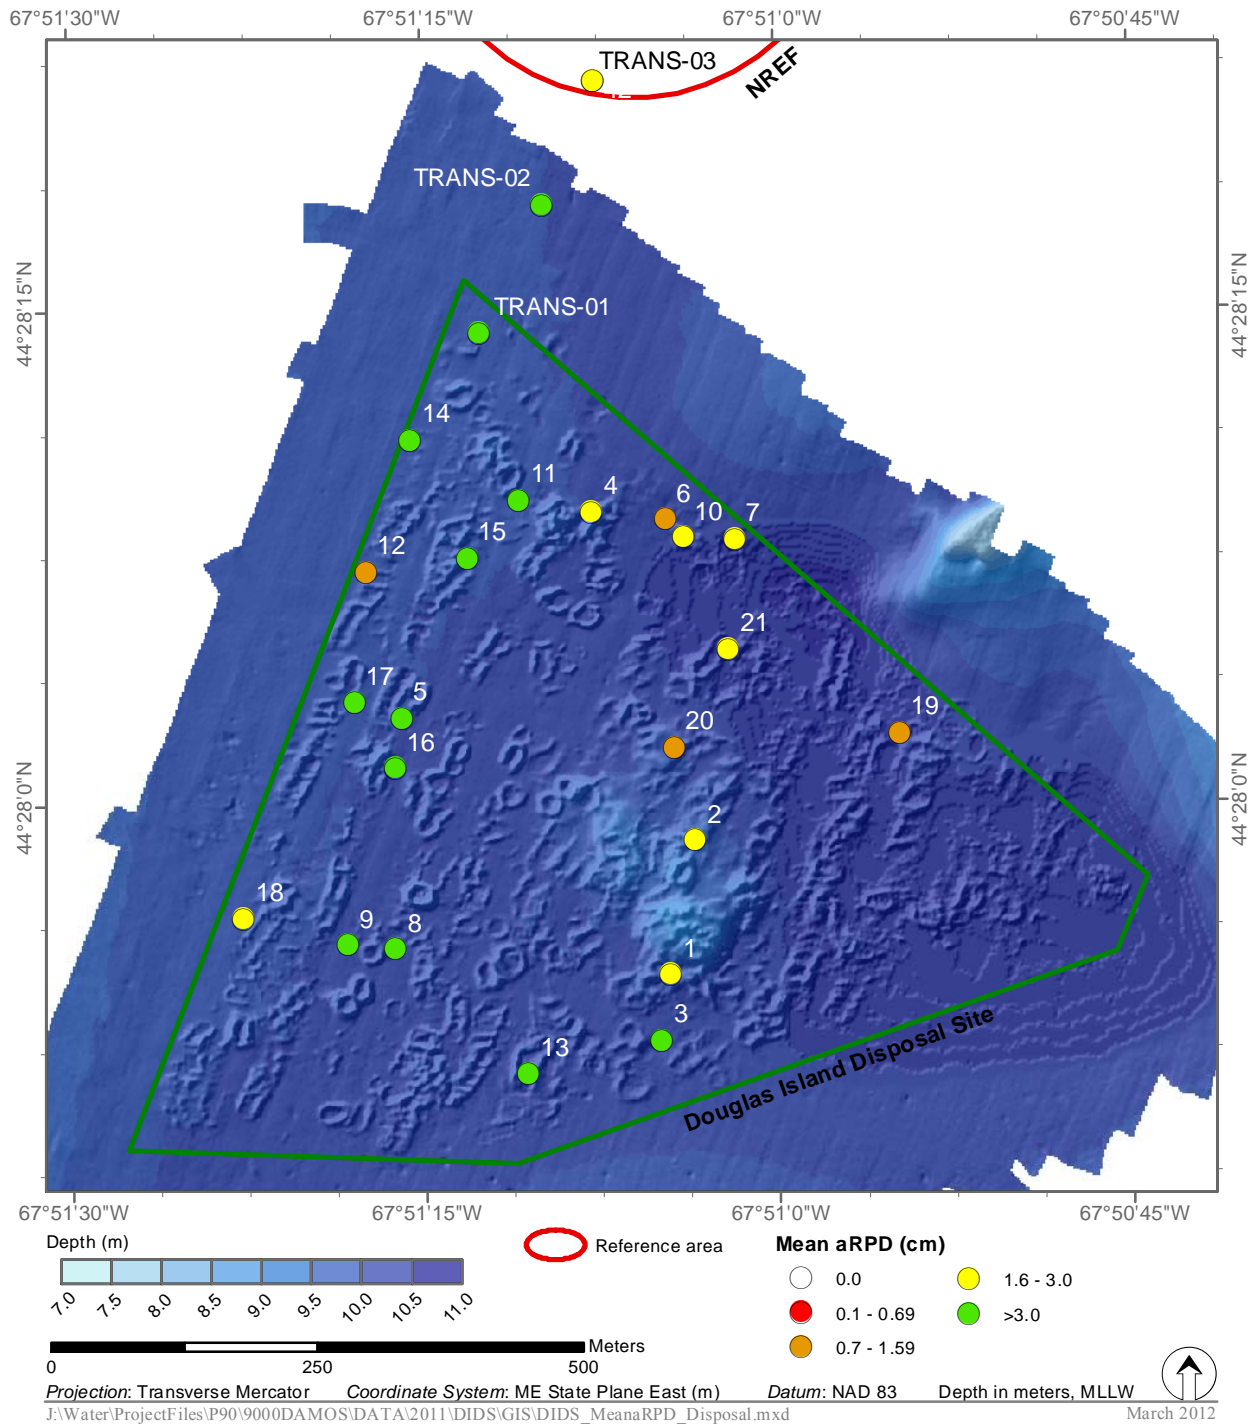 67°51'30"W 67°51'15"W 67°51'0"W 67°50'45"W
TRANS-03
NREF
12
TRANS-02
44°28'15"N
44°28'15"N
TRANS-01
14
11
4
6
10
7
15
12
21
17
5
19
16
20
44°28'0"N
44°28'0"N
2
18
9
8
1
3
13
Douglas Island Disposal Site
67°51'30"W 67°51'15"W 67°51'0"W 67°50'45"W
Depth (m)
7.0 7.5 8.0 8.5 9.0 9.5 10.0 10.5 11.0
Reference area
Mean aRPD (cm)
0.0
0.1 - 0.69
0.7 - 1.59
1.6 - 3.0
>3.0
Meters
0 250 500
Projection: Transverse Mercator Coordinate System: ME State Plane East (m) Datum: NAD 83 Depth in meters, MLLW
J:\Water\ProjectFiles\P90\9000DAMOS\DATA\2011\DIDS\GIS\DIDS_MeanaRPD_Disposal.mxd March 2012